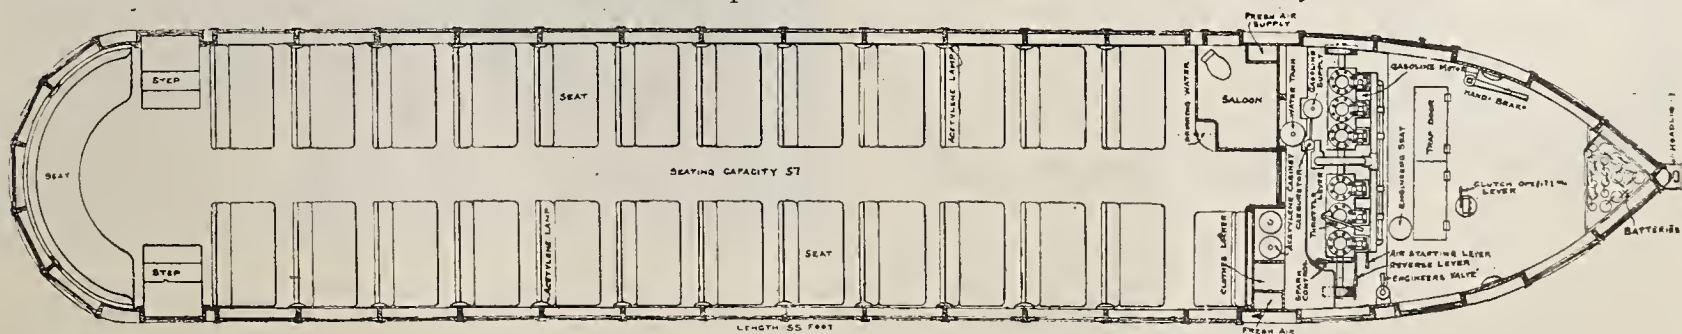 FRESH AIR
SUPPLY
STEP
SEAT
ACETYLENE LAMP
DRINKING WATER
SALOON
WATER TANK
GASOLINE
SUPPLY
GASOLINE MOTOR
HAND BRAKE
TRAP DOOR
ENGINEERS SEAT
HEADLIGHT
SEAT
SEATING CAPACITY 57
ACETYLENE CABINET
CARBURETOR
THROTTLE
LEVER
CLUTCH
LEVER
BATTERIES
STEP
ACETYLENE LAMP
SEAT
CLOTHES LOCKER
SPARK
CONTROL
AIR STARTING LEVER
REVERSE LEVER
ENGINEERS VALVE
LENGTH 55 FOOT
FRESH AIR